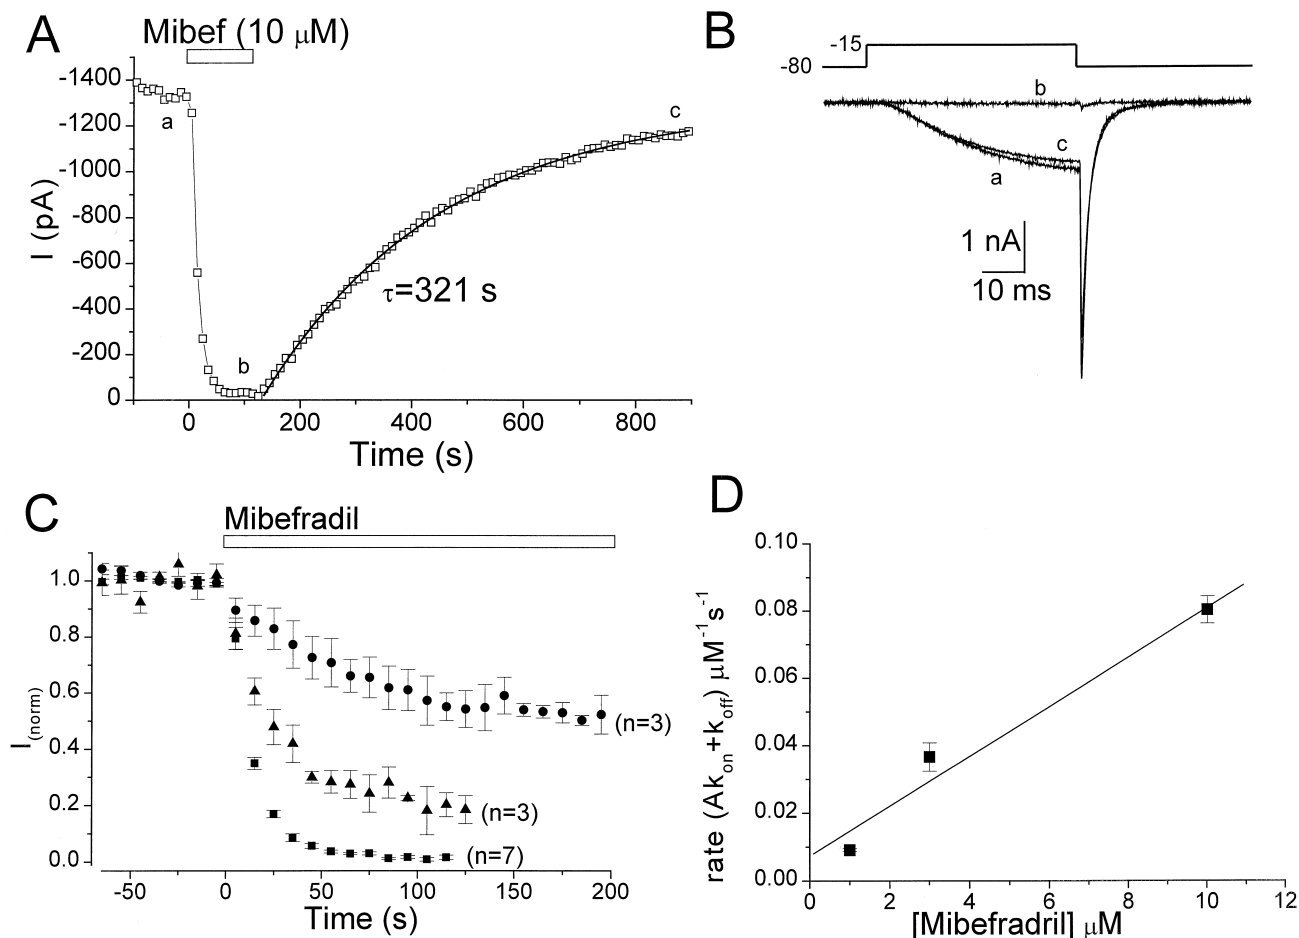 A
Mibef (10 μM)
-1400
-1200
-1000
-800
-600
-400
-200
0
I (pA)
a
b
c
τ=321 s
0 200 400 600 800
Time (s)
B
-15
-80
b
c
a
1 nA
10 ms
C
Mibefradil
1.0
0.8
0.6
0.4
0.2
0.0
I(norm)
(n=3)
(n=3)
(n=7)
-50 0 50 100 150 200
Time (s)
D
0.10
0.08
0.06
0.04
0.02
0.00
rate (Akon+koff) μM-1s-1
0 2 4 6 8 10 12
[Mibefradril] μM